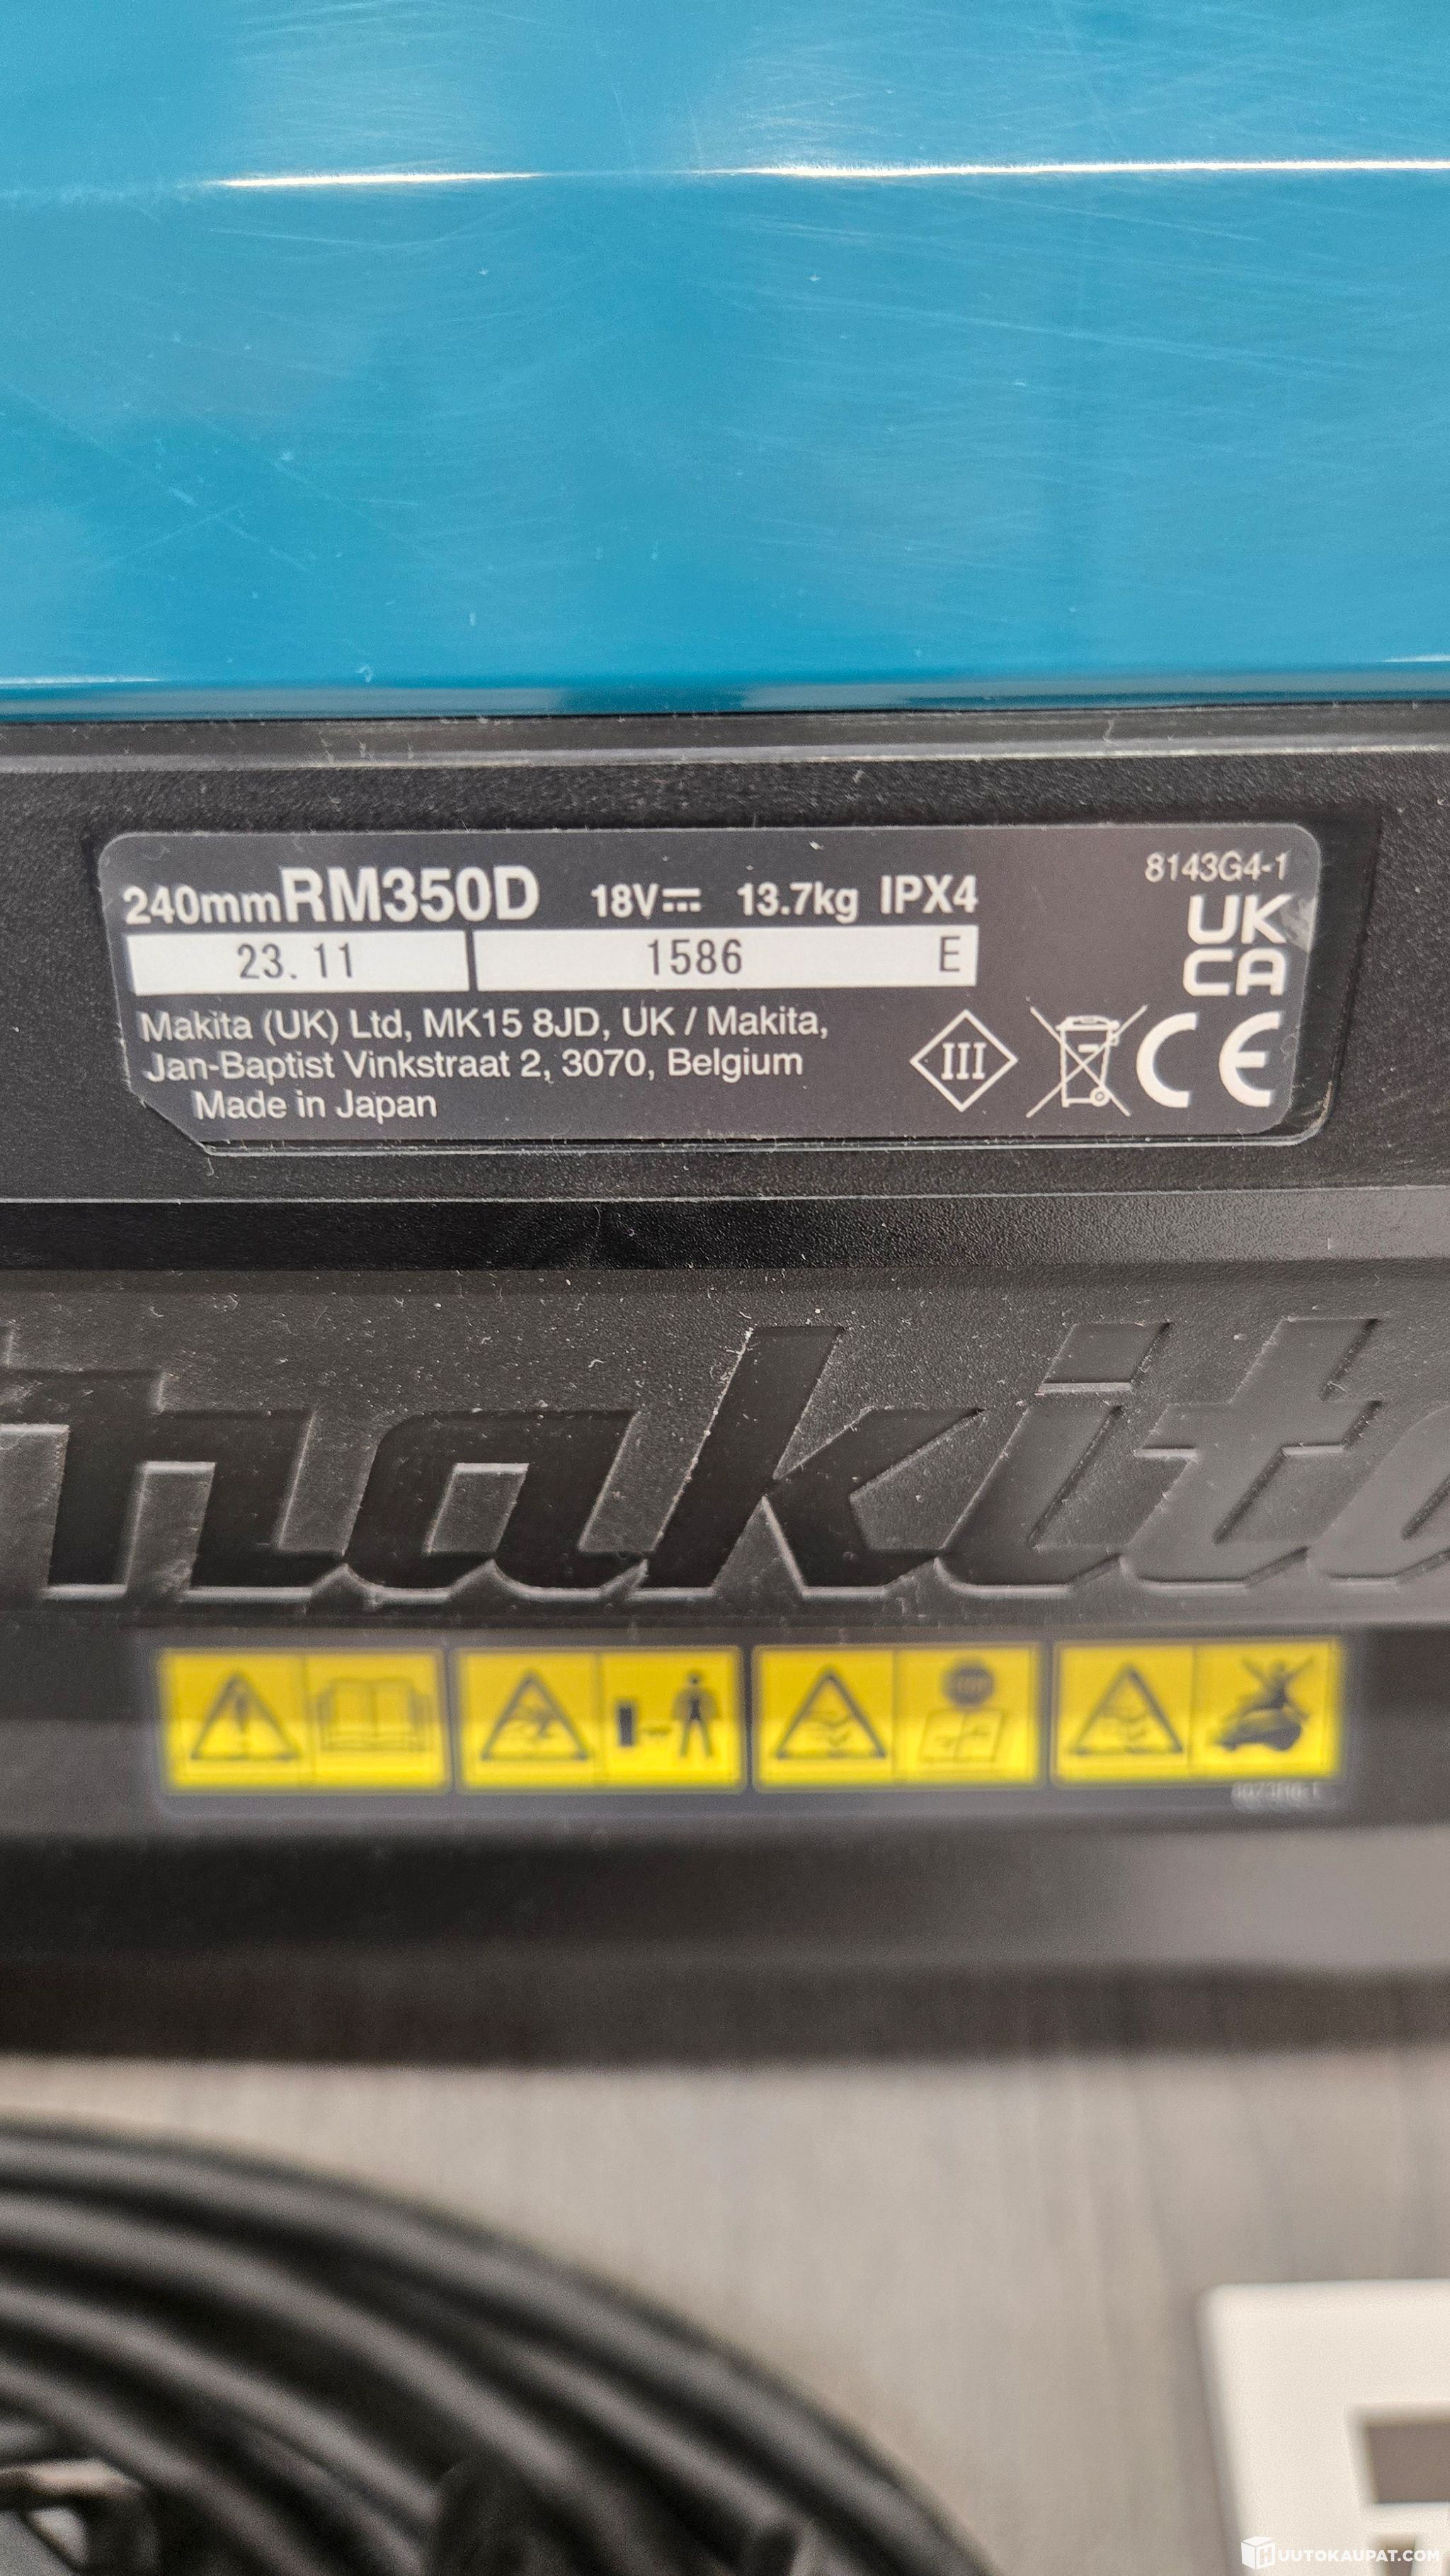 240mmRM350D 18V⎓ 13.7kg IPX4
8143G4-1
UK
CA
23.11 1586 E
Makita (UK) Ltd, MK15 8JD, UK / Makita,
Jan-Baptist Vinkstraat 2, 3070, Belgium
Made in Japan
III
CE
makita
HUUTOKAUPAT.COM